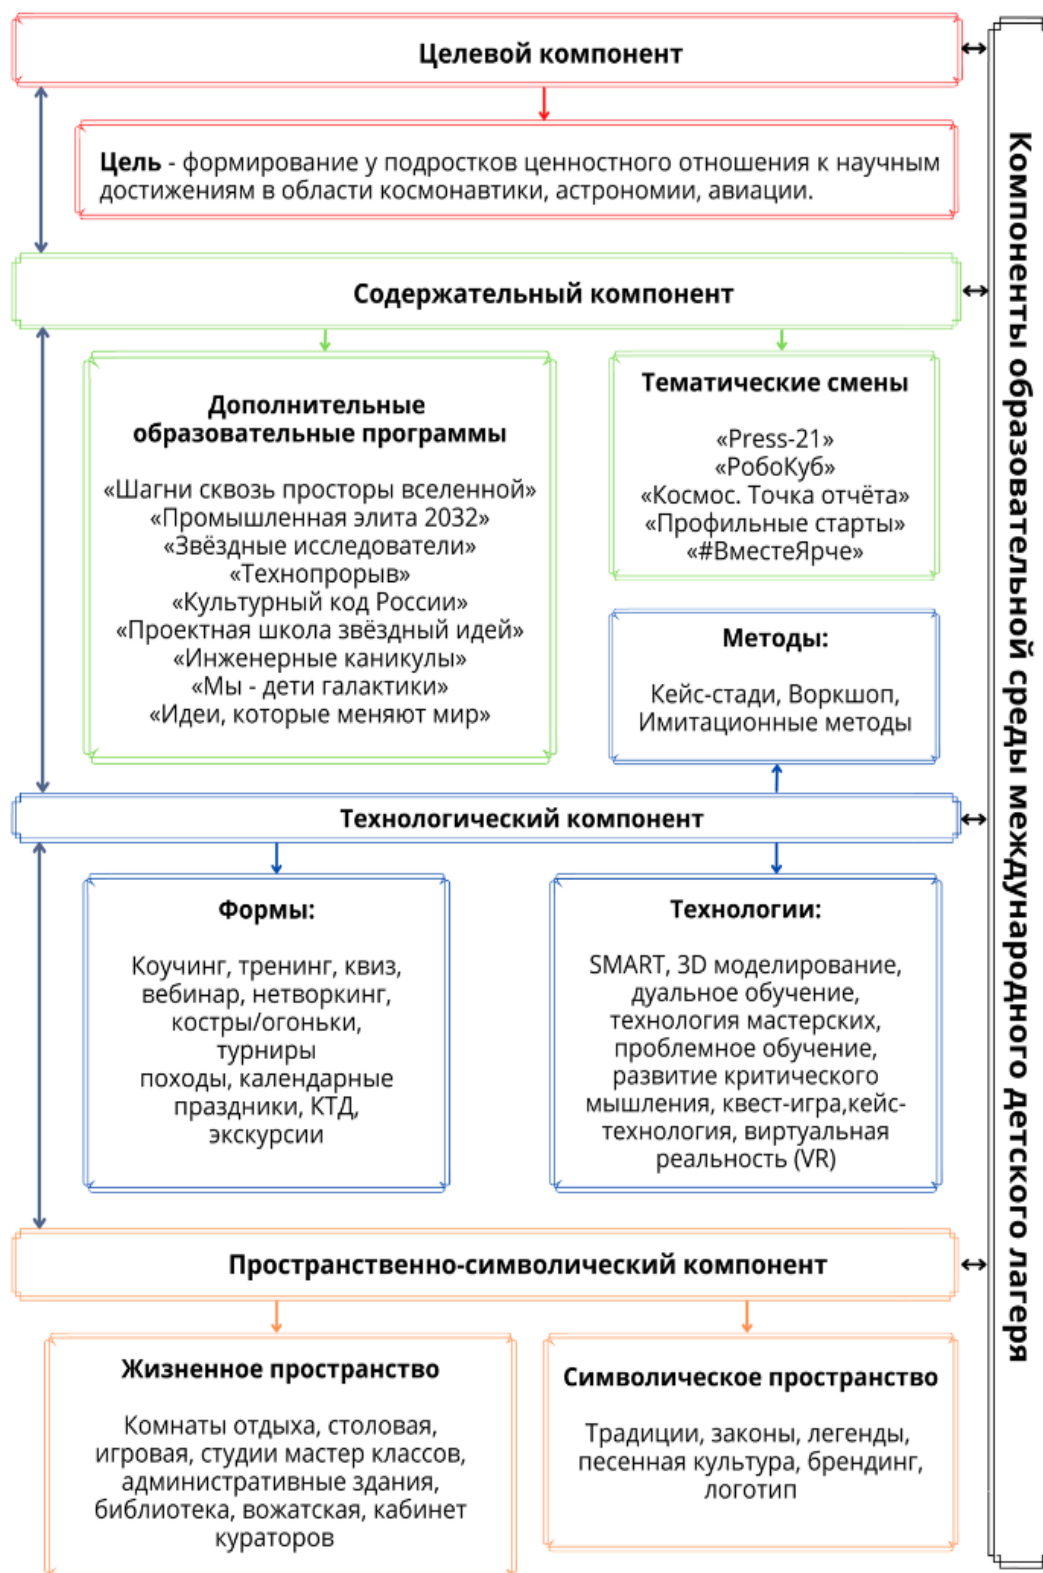 Целевой компонент
Цель - формирование у подростков ценностного отношения к научным
достижениям в области космонавтики, астрономии, авиации.
Содержательный компонент
Дополнительные
образовательные программы
«Шагни сквозь просторы вселенной»
«Промышленная элита 2032»
«Звёздные исследователи»
«Технопрорыв»
«Культурный код России»
«Проектная школа звёздный идей»
«Инженерные каникулы»
«Мы - дети галактики»
«Идеи, которые меняют мир»
Тематические смены
«Press-21»
«РобоКуб»
«Космос. Точка отчёта»
«Профильные старты»
«#ВместеЯрче»
Методы:
Кейс-стади, Воркшоп,
Имитационные методы
Технологический компонент
Формы:
Коучинг, тренинг, квиз,
вебинар, нетворкинг,
костры/огоньки,
турниры
походы, календарные
праздники, КТД,
экскурсии
Технологии:
SMART, 3D моделирование,
дуальное обучение,
технология мастерских,
проблемное обучение,
развитие критического
мышления, квест-игра,кейс-
технология, виртуальная
реальность (VR)
Пространственно-символический компонент
Жизненное пространство
Комнаты отдыха, столовая,
игровая, студии мастер классов,
административные здания,
библиотека, вожатская, кабинет
кураторов
Символическое пространство
Традиции, законы, легенды,
песенная культура, брендинг,
логотип
Компоненты образовательной среды международного детского лагеря